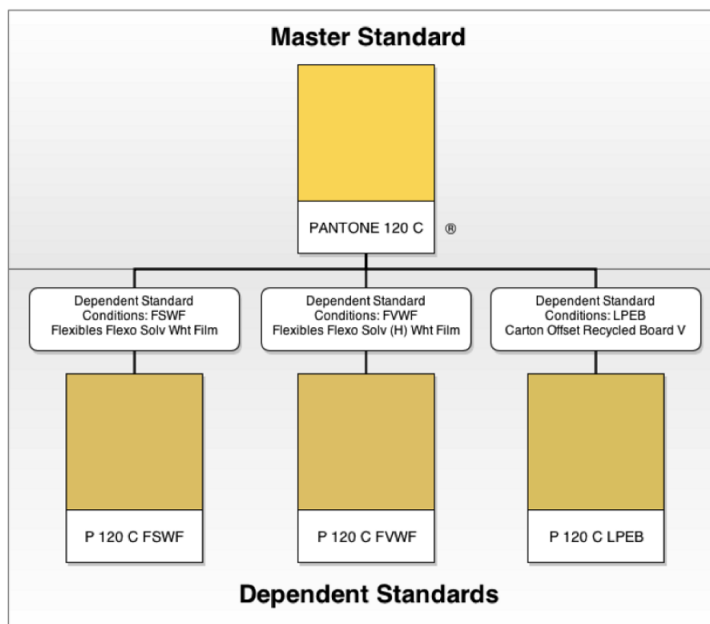 Master Standard
PANTONE 120 C ®
Dependent Standard
Conditions: FSWF
Flexibles Flexo Solv Wht Film
Dependent Standard
Conditions: FVWF
Flexibles Flexo Solv (H) Wht Film
Dependent Standard
Conditions: LPEB
Carton Offset Recycled Board V
P 120 C FSWF
P 120 C FVWF
P 120 C LPEB
Dependent Standards